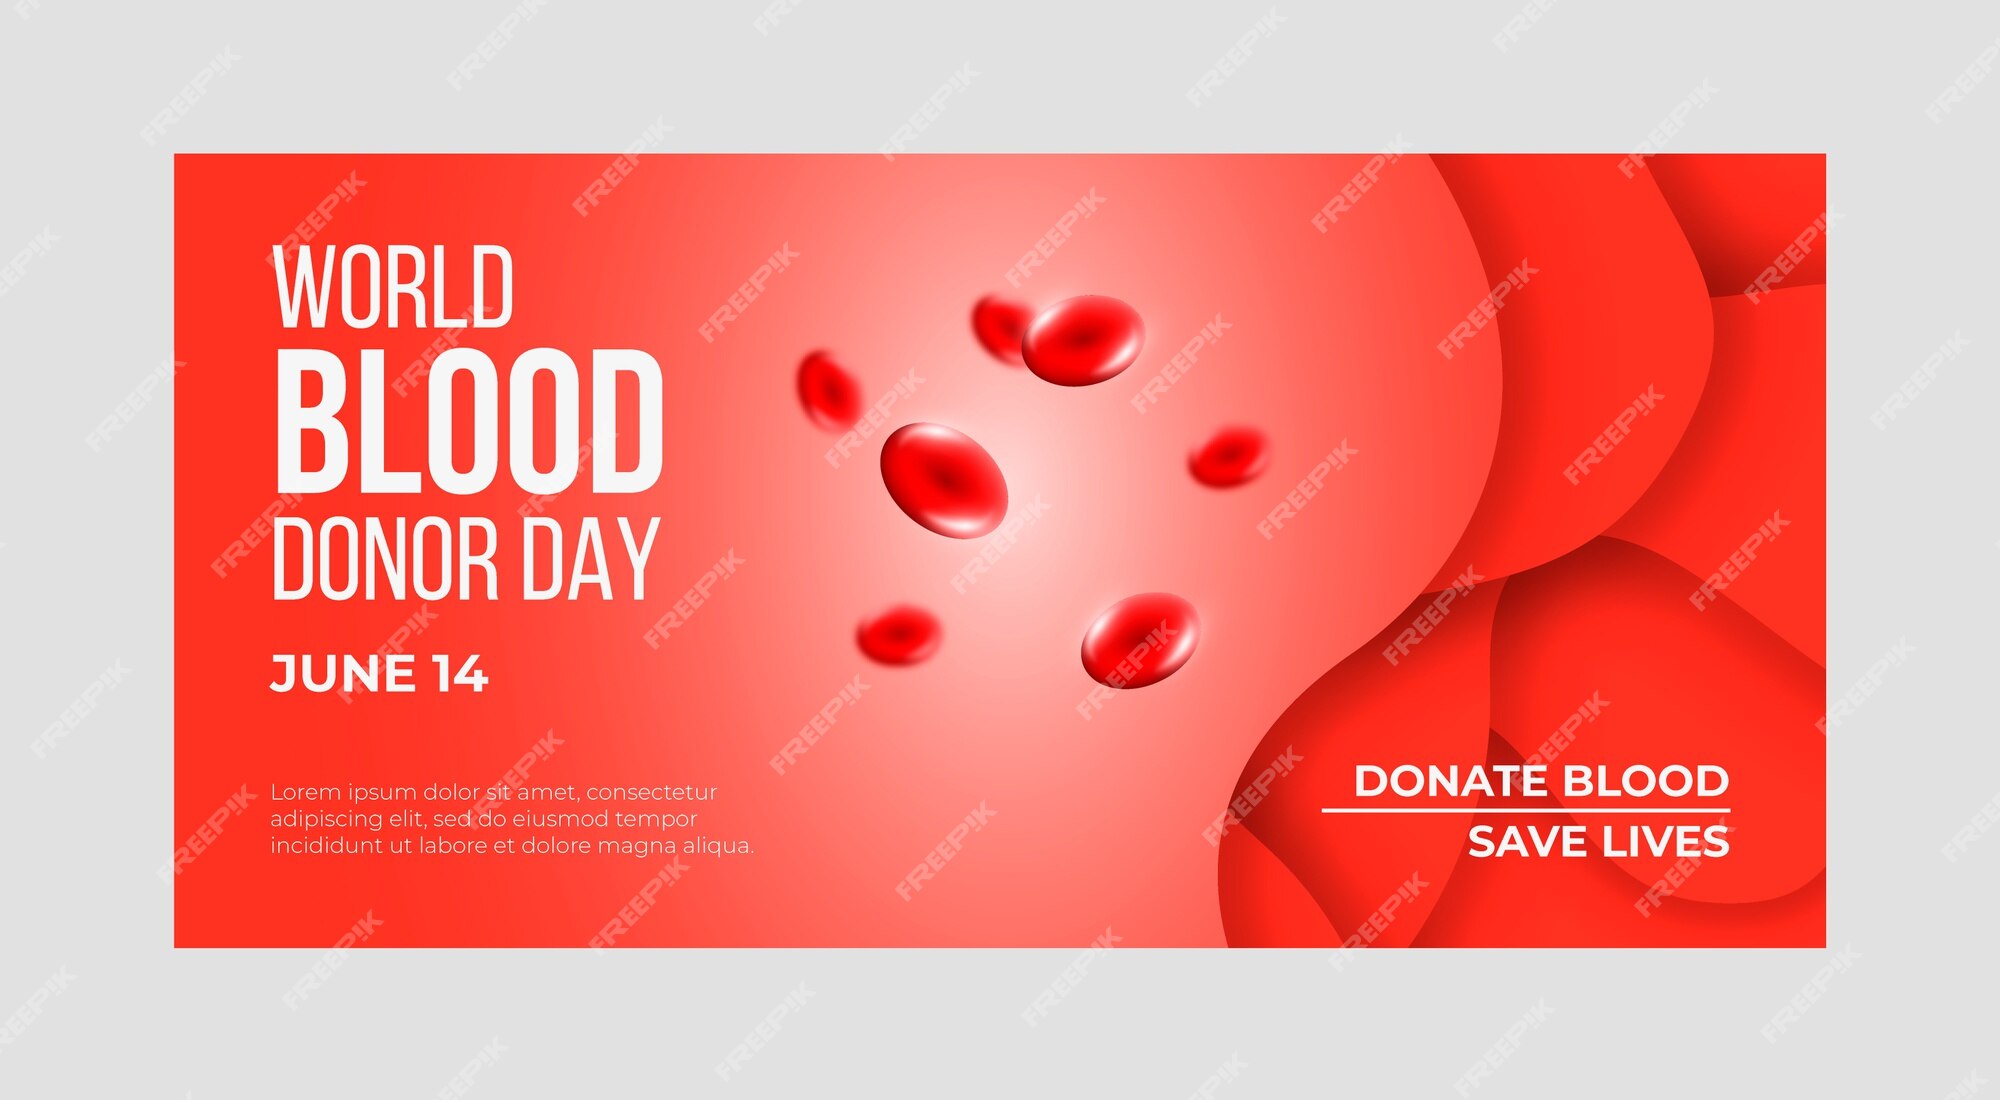 WORLD
BLOOD
DONOR DAY
JUNE 14
Lorem ipsum dolor sit amet, consectetur
adipiscing elit, sed do eiusmod tempor
incididunt ut labore et dolore magna aliqua.
DONATE BLOOD
SAVE LIVES
FREEPIK